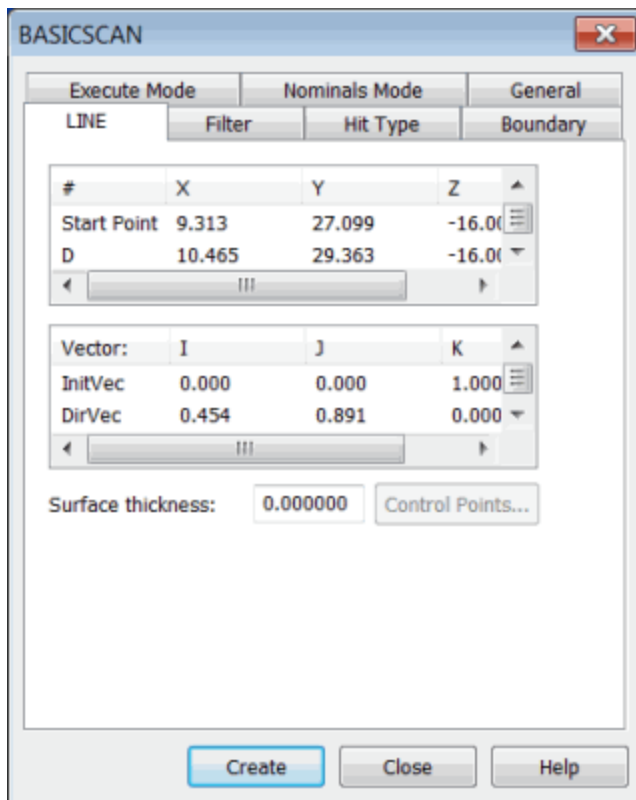 BASICSCAN
Execute Mode Nominals Mode General
LINE Filter Hit Type Boundary
# X Y Z
Start Point 9.313 27.099
D 10.465 29.363
Vector: I J K
InitVec 0.000 0.000 1.000
DirVec 0.454 0.891 0.000
Surface thickness: 0.000000 Control Points...
Create Close Help